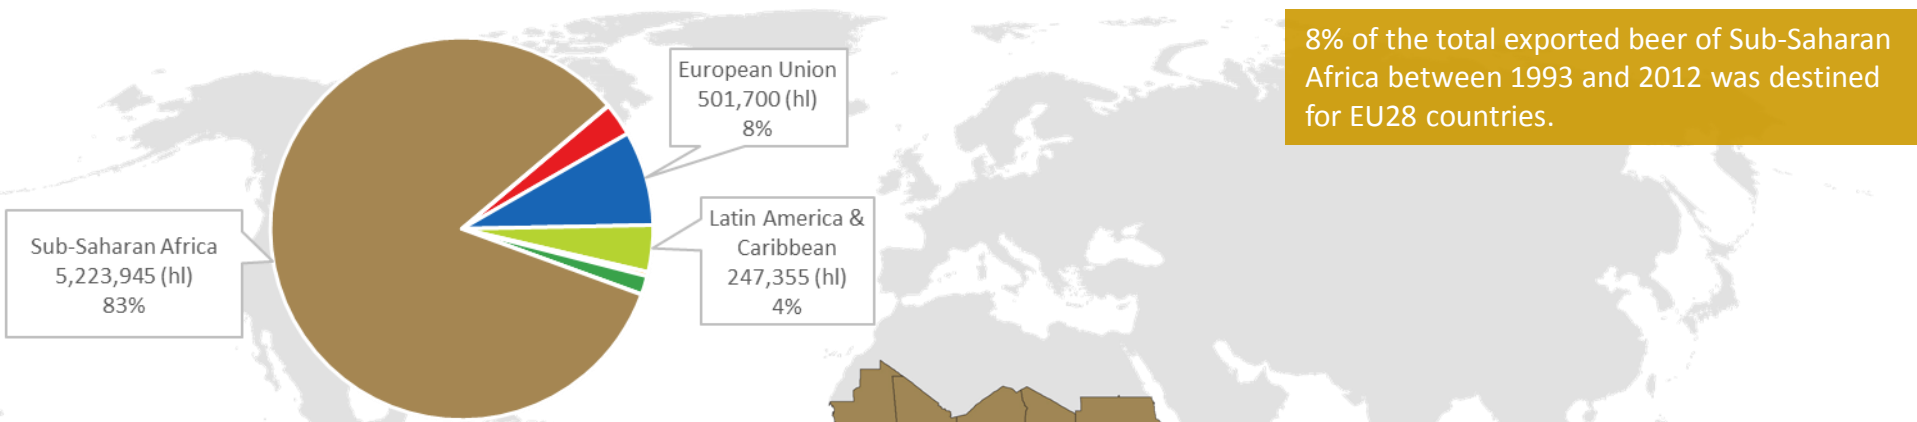 European Union
501,700 (hl)
8%
8% of the total exported beer of Sub-Saharan
Africa between 1993 and 2012 was destined
for EU28 countries.
Sub-Saharan Africa
5,223,945 (hl)
83%
Latin America &
Caribbean
247,355 (hl)
4%